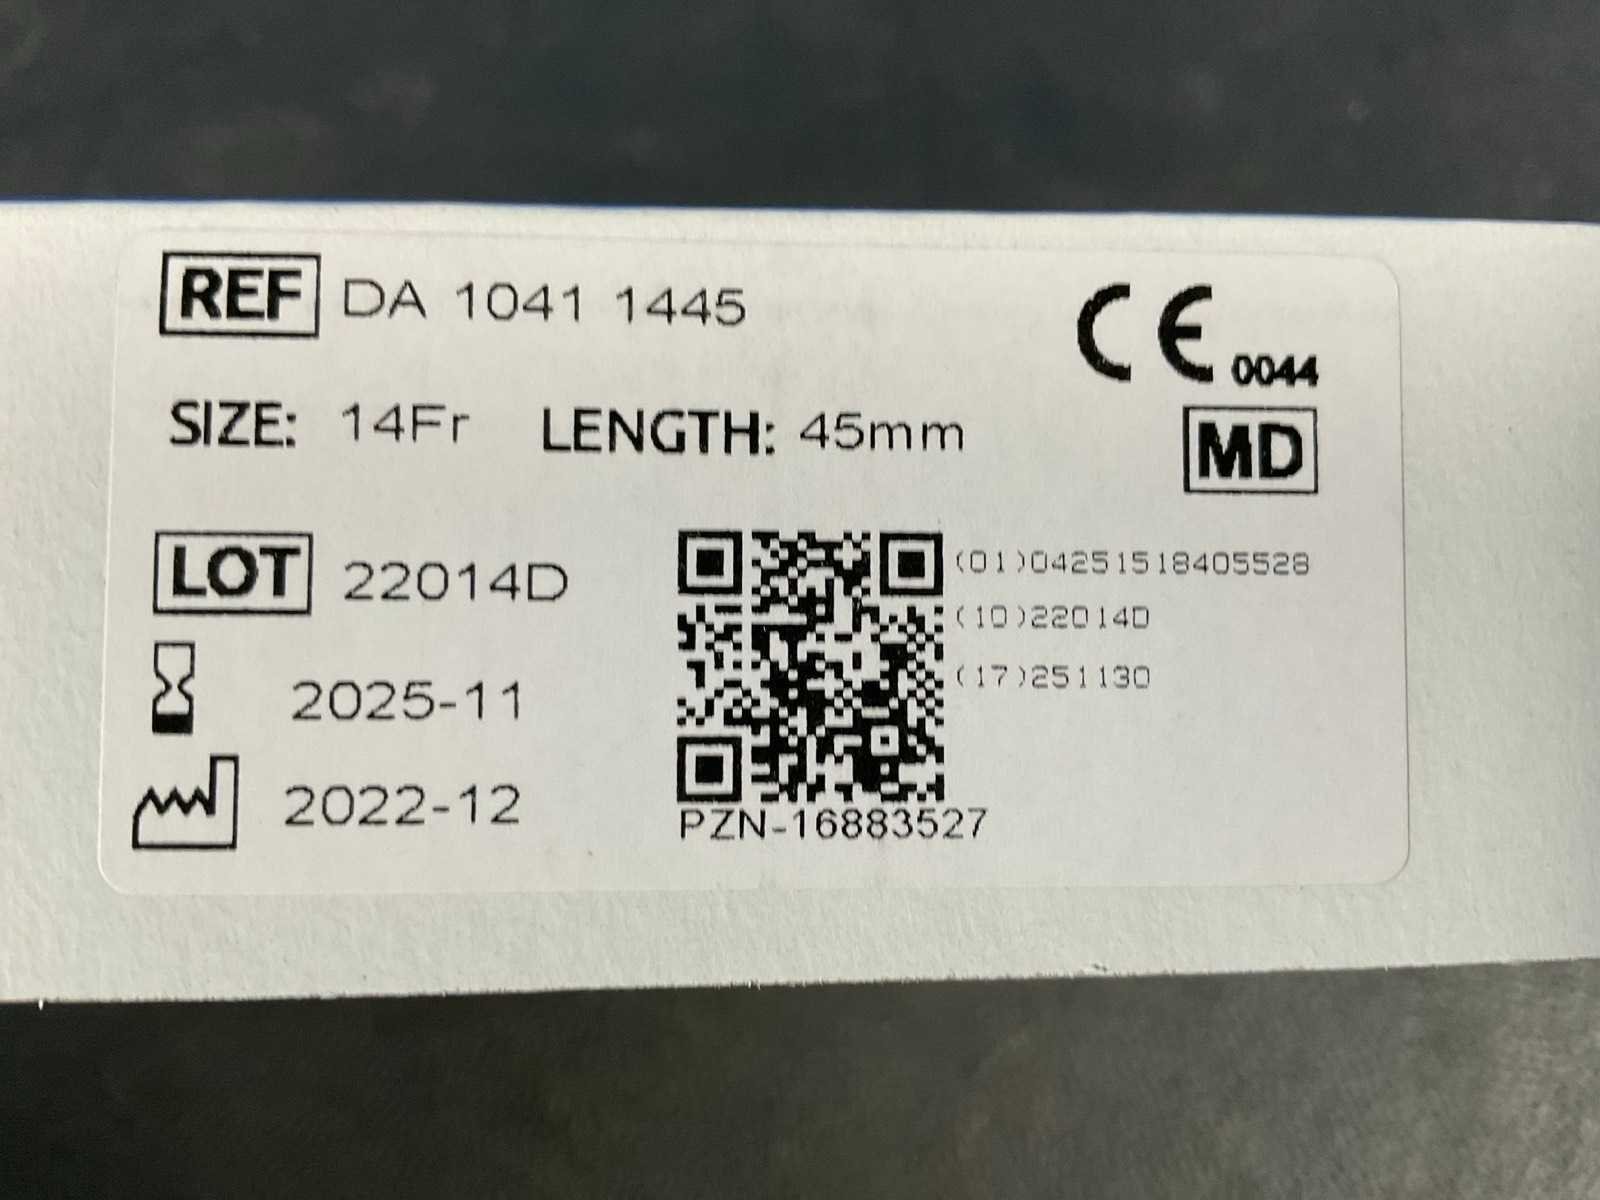 REF DA 1041 1445
CE 0044
SIZE: 14Fr LENGTH: 45mm
MD
LOT 22014D
2025-11
2022-12
(01)04251518405528
(10)22014D
(17)251130
PZN-16883527